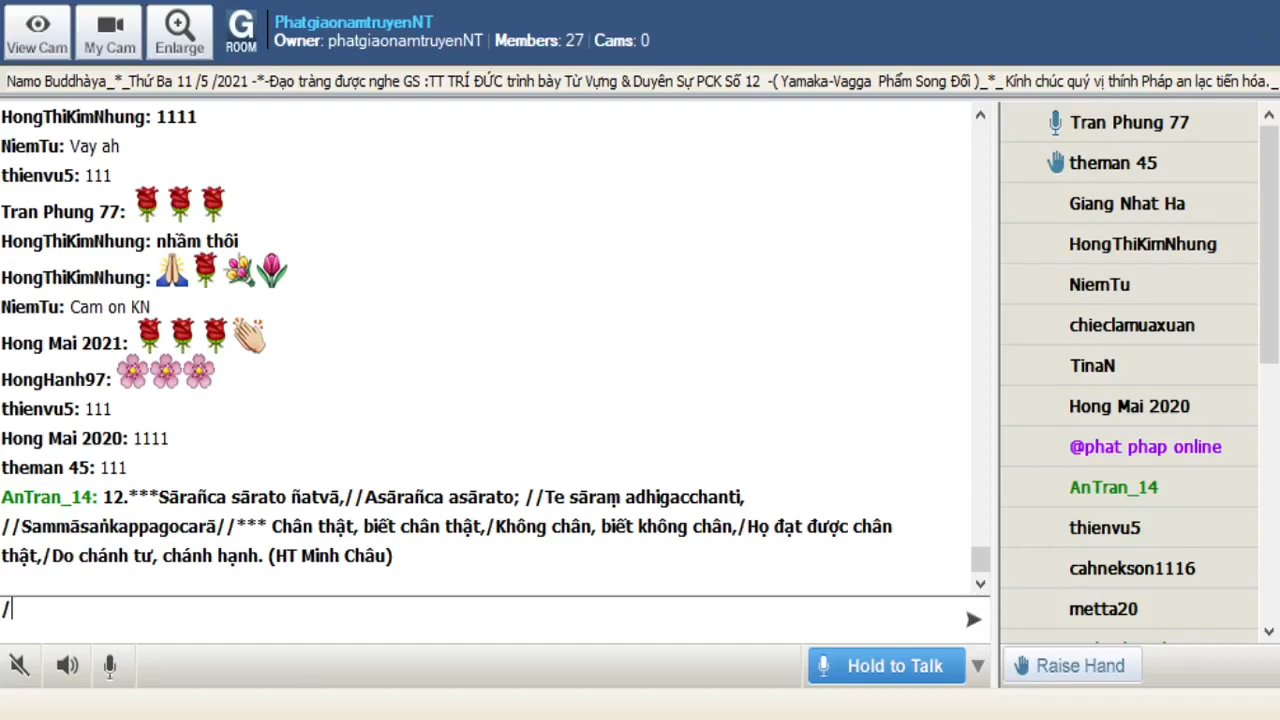 View Cam
My Cam
Enlarge
G
ROOM
PhatgiaonamtruyenNT
Owner: phatgiaonamtruyenNT | Members: 27 | Cams: 0
Namo Buddhàya_*_Thứ Ba 11 /5 /2021 -*-Đạo tràng được nghe GS :TT TRÍ ĐỨC trình bày Từ Vựng & Duyên Sự PCK Số 12 -( Yamaka-Vagga Phẩm Song Đối )_*_ Kính chúc quý vị thính Pháp an lạc tiến hóa._
HongThiKimNhung: 1111
NiemTu: Vay ah
thienvu5: 111
Tran Phung 77:
HongThiKimNhung: nhầm thôi
HongThiKimNhung:
NiemTu: Cam on KN
Hong Mai 2021:
HongHanh97:
thienvu5: 111
Hong Mai 2020: 1111
theman 45: 111
AnTran_14: 12.***Sārañca sārato ñatvā,//Asārañca asārato; //Te sāraṃ adhigacchanti,
//Sammāsaṅkappagocarā//*** Chân thật, biết chân thật,/Không chân, biết không chân,/Họ đạt được chân
thật,/Do chánh tư, chánh hạnh. (HT Minh Châu)
/
Hold to Talk
Tran Phung 77
theman 45
Giang Nhat Ha
HongThiKimNhung
NiemTu
chieclamuaxuan
TinaN
Hong Mai 2020
@phat phap online
AnTran_14
thienvu5
cahnekson1116
metta20
Raise Hand